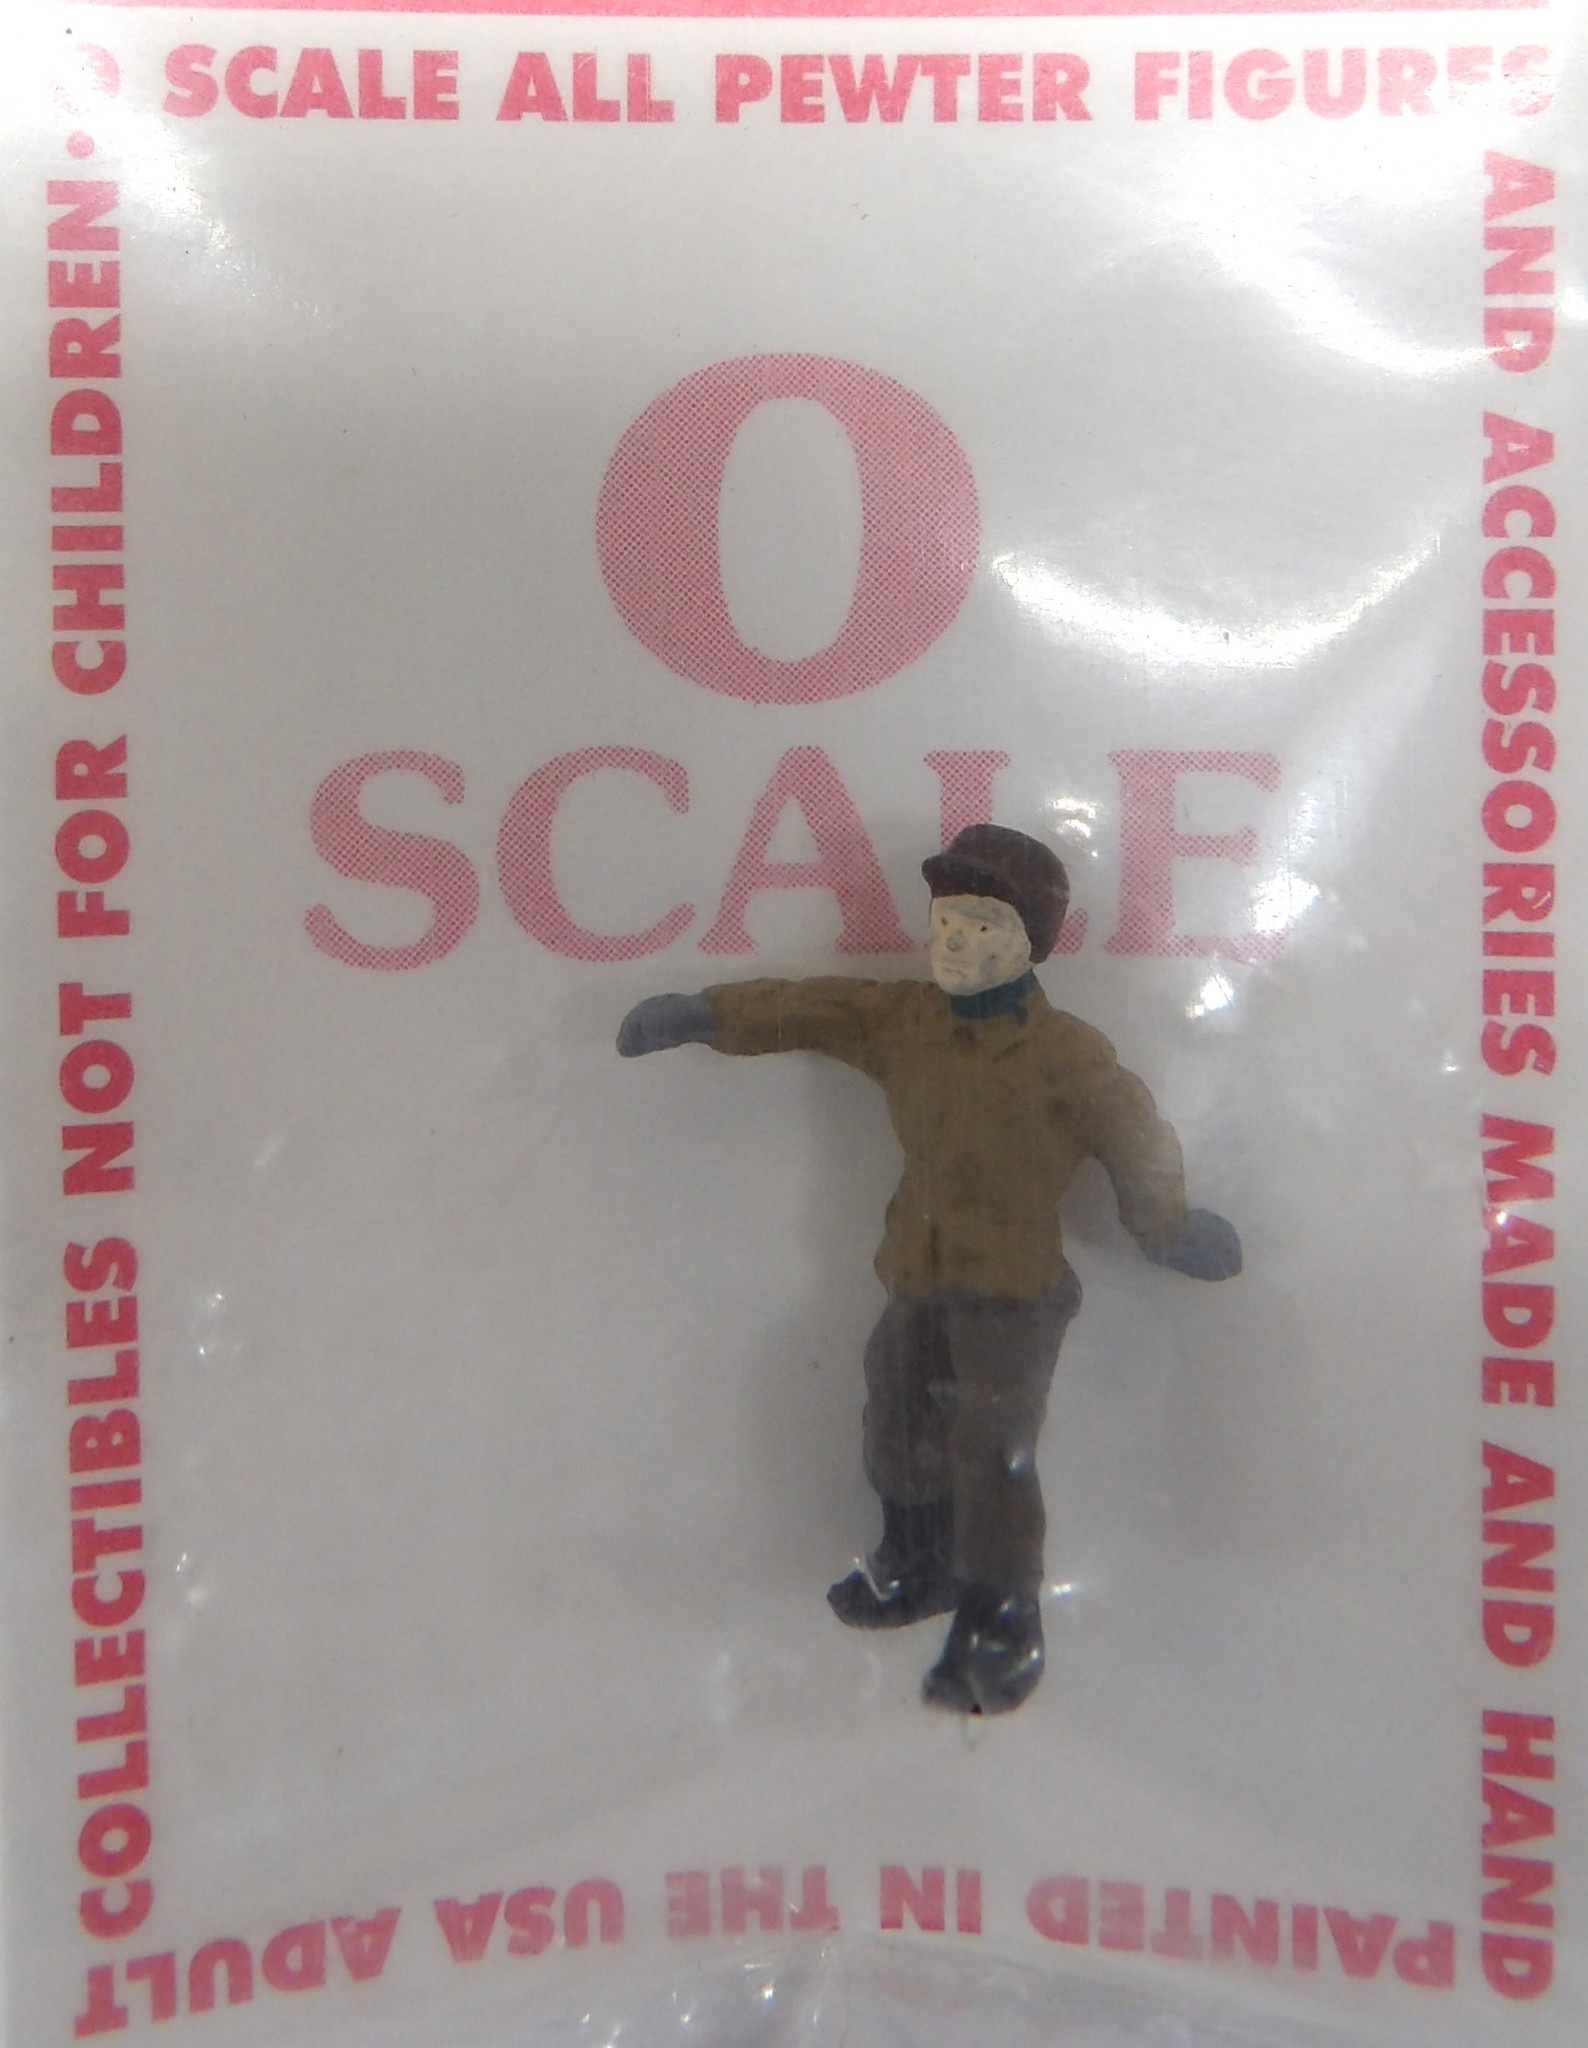 O SCALE ALL PEWTER FIGURES
AND ACCESSORIES MADE AND HAND
PAINTED IN THE USA ADULT
COLLECTIBLES NOT FOR CHILDREN.
O
SCALE